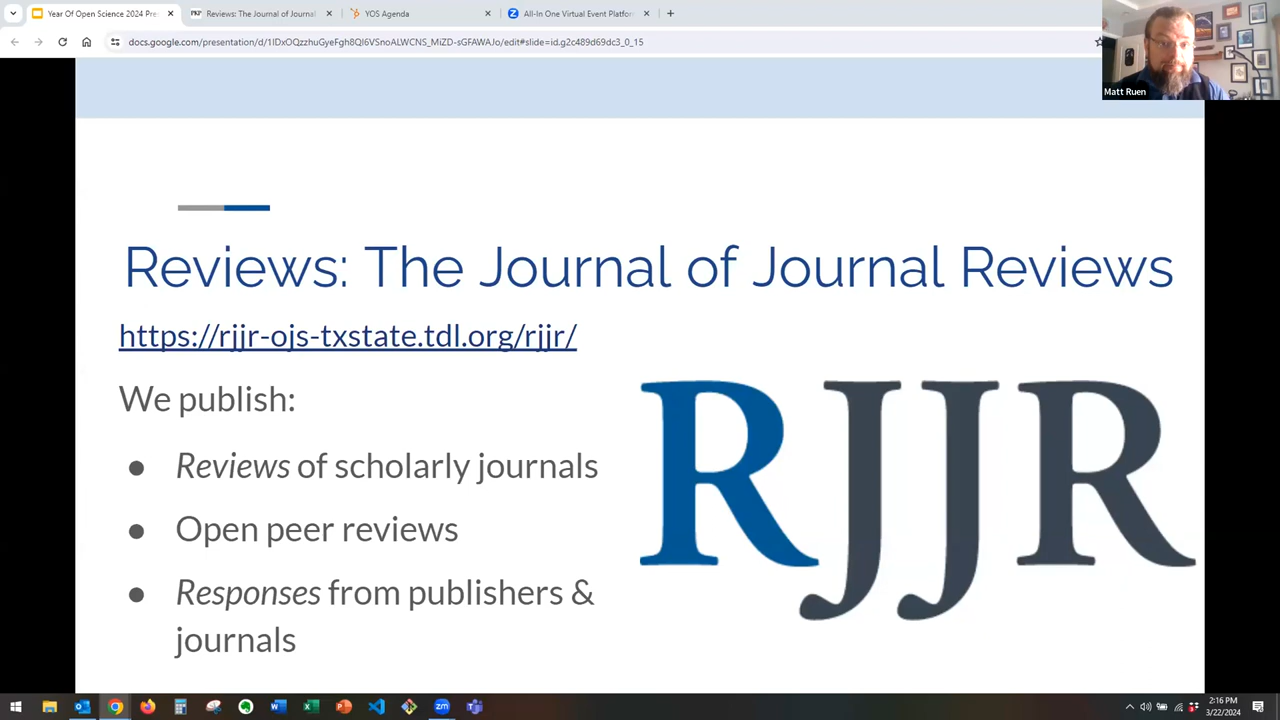 Year Of Open Science 2024 Pre
Reviews: The Journal of Journal
YOS Agenda
All-In One Virtual Event Platfor
docs.google.com/presentation/d/1IDxOQzzhuGyeFgh8QI6VSnoALWCNS_MiZD-sGFAWAJo/edit#slide=id.g2c489d69dc3_0_15
Matt Ruen
Reviews: The Journal of Journal Reviews
https://rjjr-ojs-txstate.tdl.org/rjjr/
We publish:
● Reviews of scholarly journals
● Open peer reviews
● Responses from publishers &
journals
RJJR
2:16 PM
3/22/2024